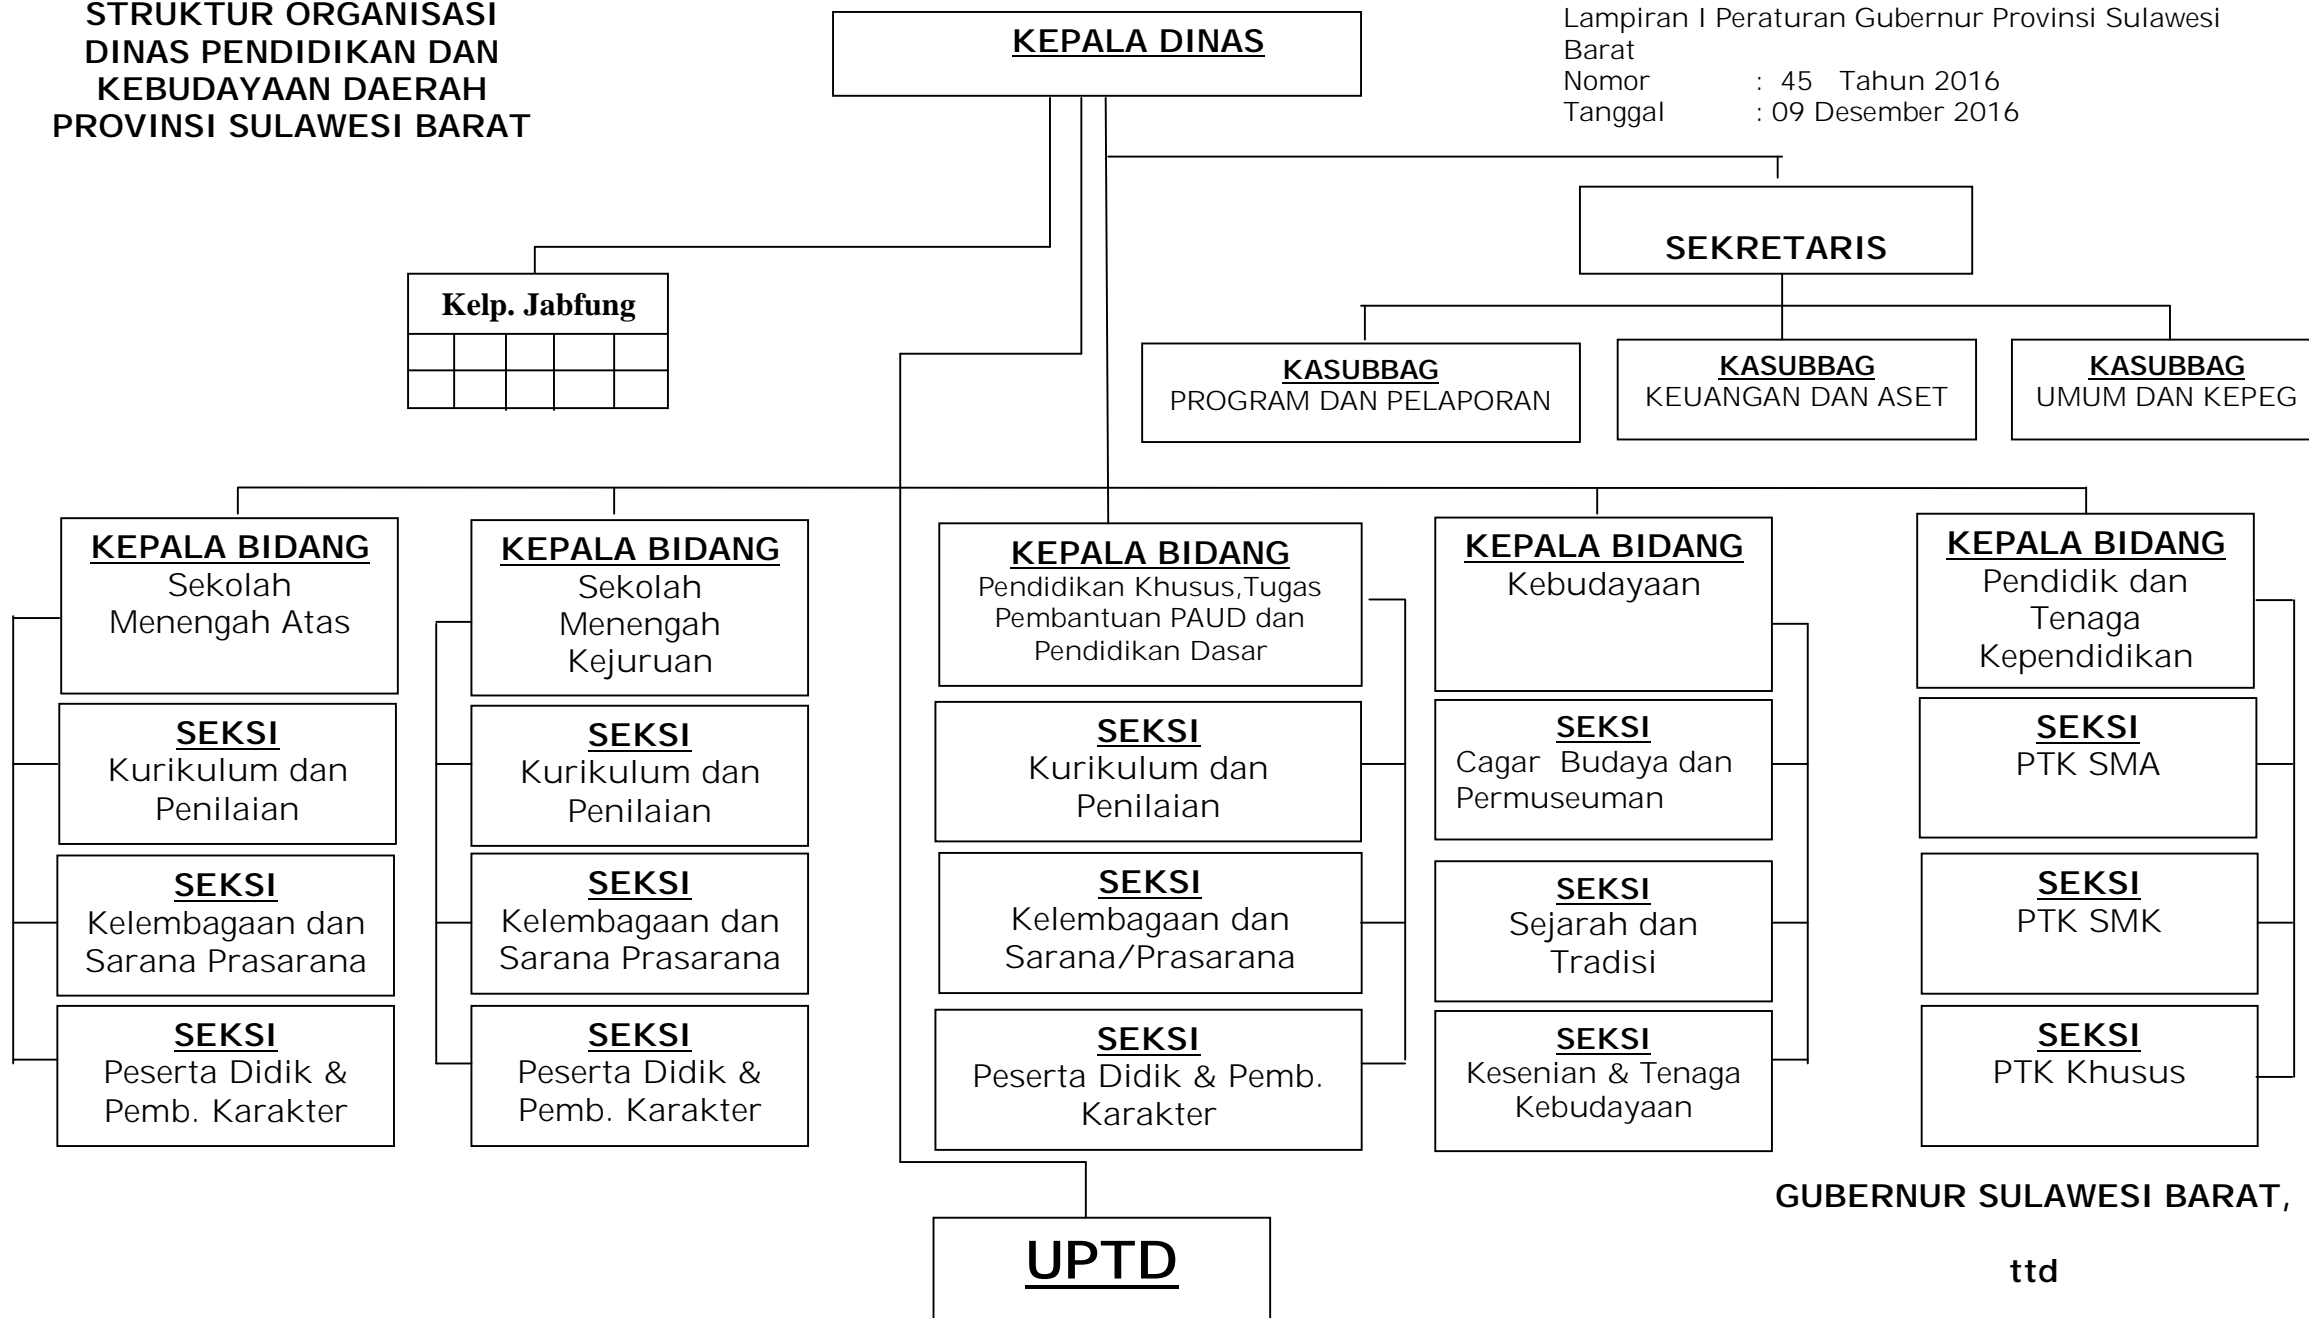 STRUKTUR ORGANISASI
DINAS PENDIDIKAN DAN
KEBUDAYAAN DAERAH
PROVINSI SULAWESI BARAT
KEPALA DINAS
Lampiran I Peraturan Gubernur Provinsi Sulawesi
Barat
Nomor : 45 Tahun 2016
Tanggal : 09 Desember 2016
SEKRETARIS
Kelp. Jabfung
KASUBBAG
PROGRAM DAN PELAPORAN
KASUBBAG
KEUANGAN DAN ASET
KASUBBAG
UMUM DAN KEPEG
KEPALA BIDANG
Sekolah
Menengah Atas
SEKSI
Kurikulum dan
Penilaian
SEKSI
Kelembagaan dan
Sarana Prasarana
SEKSI
Peserta Didik &
Pemb. Karakter
KEPALA BIDANG
Sekolah
Menengah
Kejuruan
SEKSI
Kurikulum dan
Penilaian
SEKSI
Kelembagaan dan
Sarana Prasarana
SEKSI
Peserta Didik &
Pemb. Karakter
KEPALA BIDANG
Pendidikan Khusus,Tugas
Pembantuan PAUD dan
Pendidikan Dasar
SEKSI
Kurikulum dan
Penilaian
SEKSI
Kelembagaan dan
Sarana/Prasarana
SEKSI
Peserta Didik & Pemb.
Karakter
KEPALA BIDANG
Kebudayaan
SEKSI
Cagar Budaya dan
Permuseuman
SEKSI
Sejarah dan
Tradisi
SEKSI
Kesenian & Tenaga
Kebudayaan
KEPALA BIDANG
Pendidik dan
Tenaga
Kependidikan
SEKSI
PTK SMA
SEKSI
PTK SMK
SEKSI
PTK Khusus
UPTD
GUBERNUR SULAWESI BARAT,
ttd